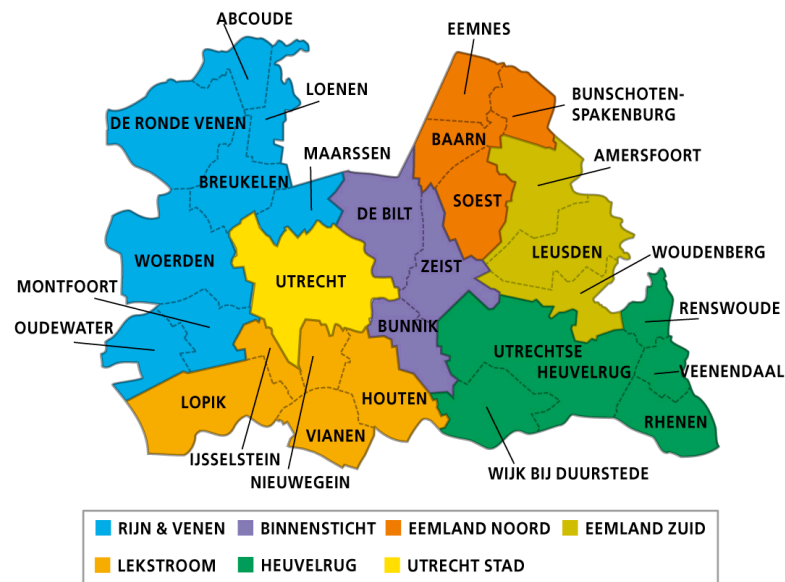 ABCOUDE
EEMNES
LOENEN
BUNSCHOTEN-
SPAKENBURG
DE RONDE VENEN
BAARN
MAARSSEN
AMERSFOORT
BREUKELEN
SOEST
DE BILT
LEUSDEN
WOUDENBERG
WOERDEN
ZEIST
UTRECHT
MONTFOORT
RENSWOUDE
OUDEWATER
BUNNIK
UTRECHTSE
HEUVELRUG
VEENENDAAL
LOPIK
HOUTEN
RHENEN
VIANEN
IJSSELSTEIN
WIJK BIJ DUURSTEDE
NIEUWEGEIN
RIJN & VENEN BINNENSTICHT EEMLAND NOORD EEMLAND ZUID
LEKSTROOM HEUVELRUG UTRECHT STAD